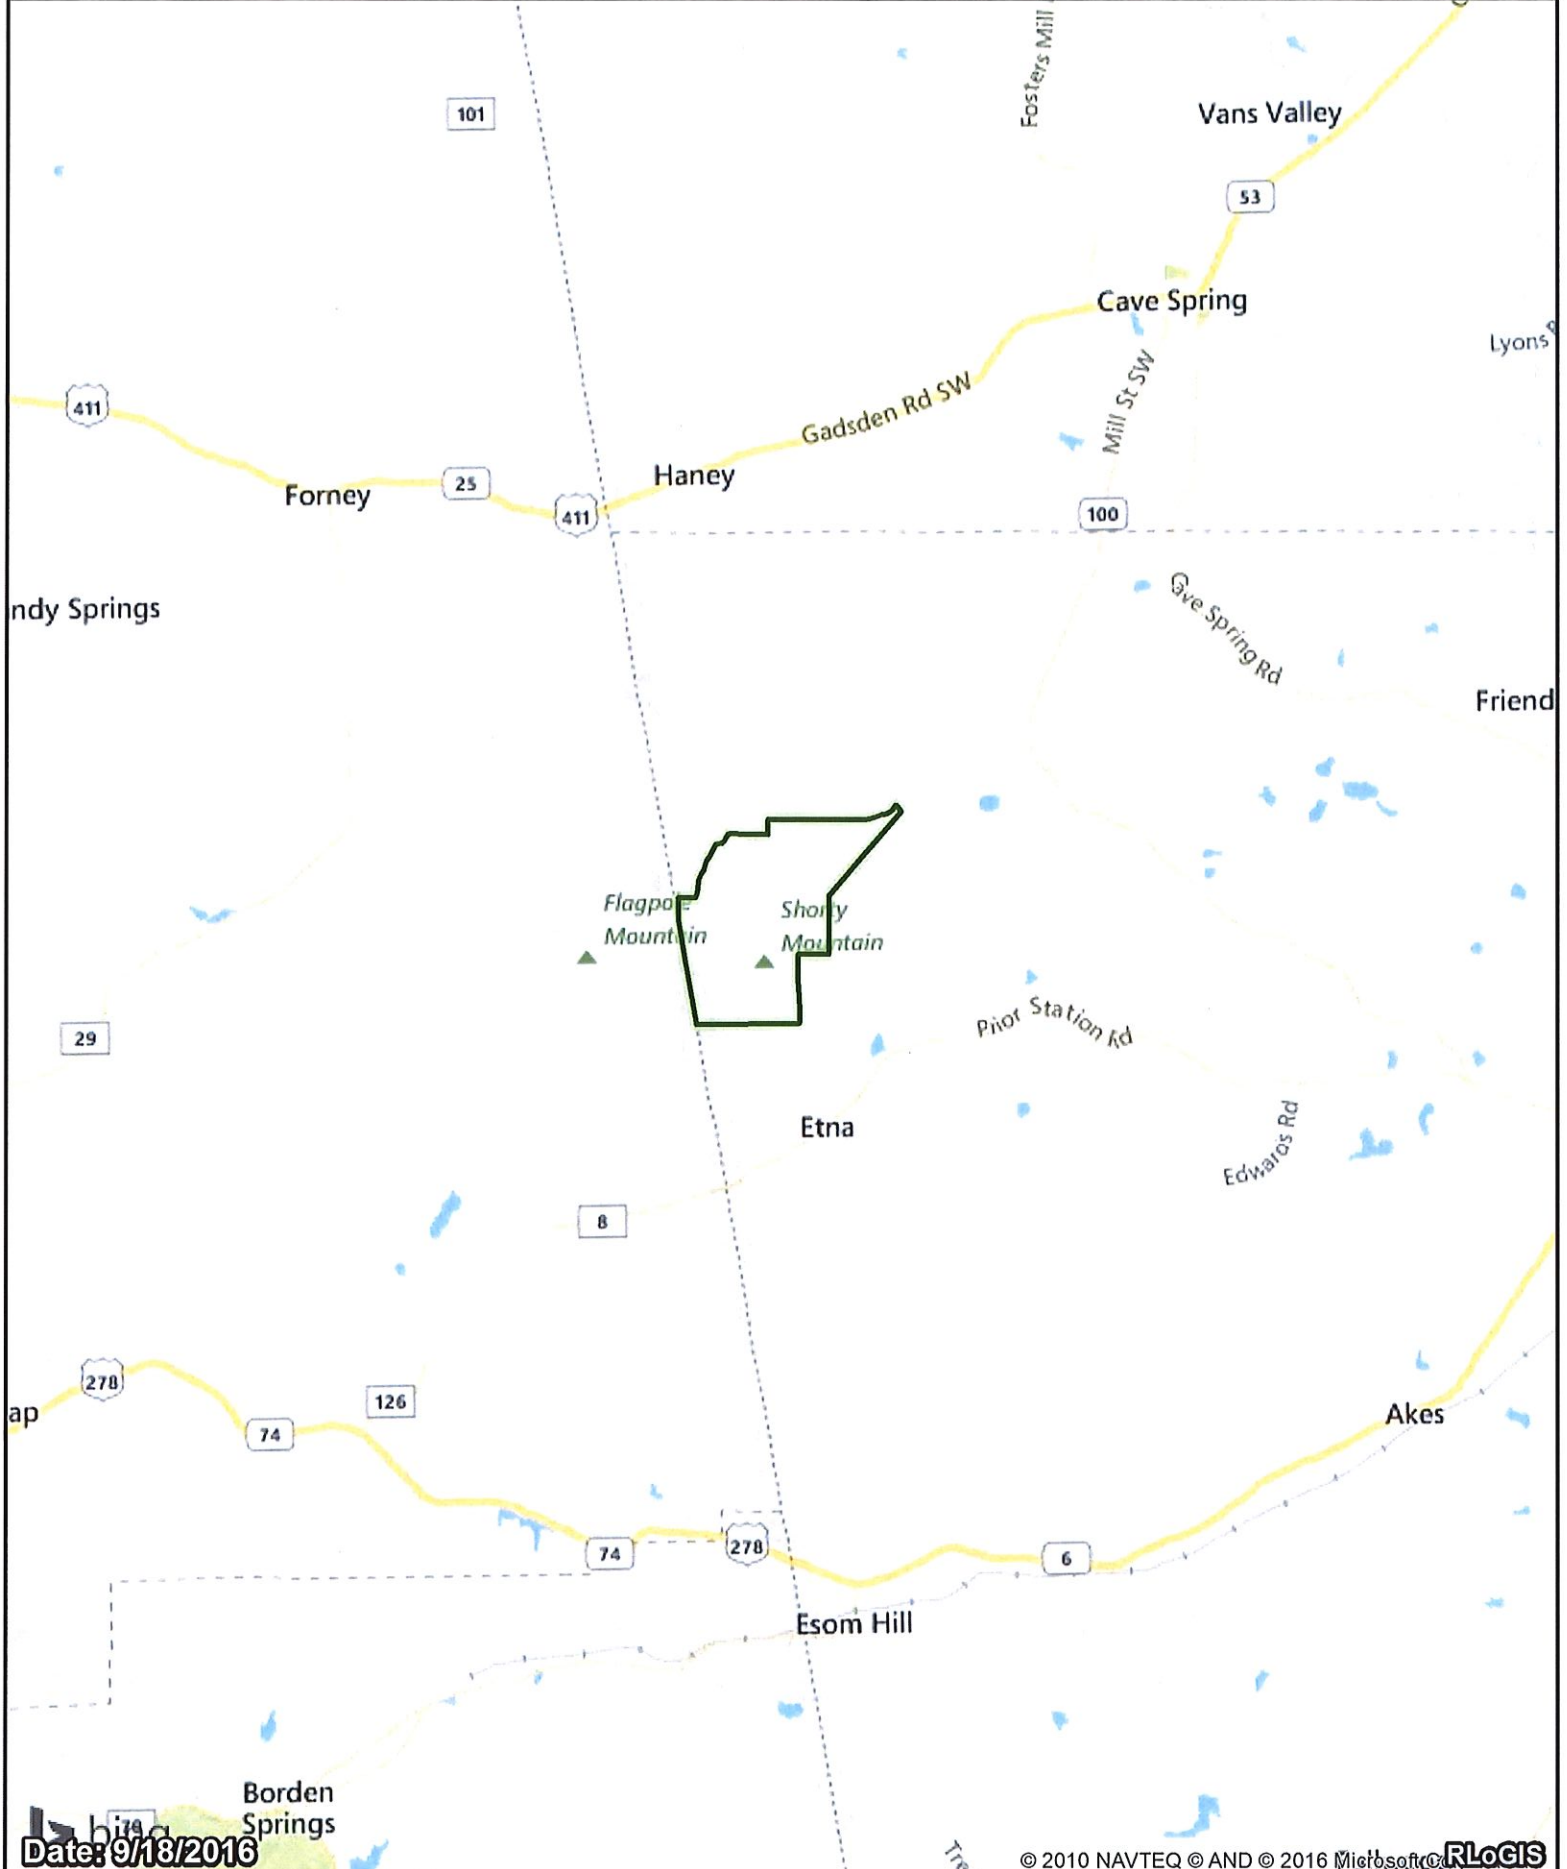 Fosters Mill
101
Vans Valley
53
Cave Spring
Lyons
Mill St SW
Gadsden Rd SW
411
Haney
25
Forney
411
100
Cave Spring Rd
ndy Springs
Friend
Flagpole
Mountain
Shorty
Mountain
Prior Station Rd
29
Etna
Edwards Rd
8
278
126
ap
74
Akes
278
74
6
Esom Hill
Borden
Springs
bing
Date: 9/18/2016
© 2010 NAVTEQ © AND © 2016 Microsoft
RLoGIS